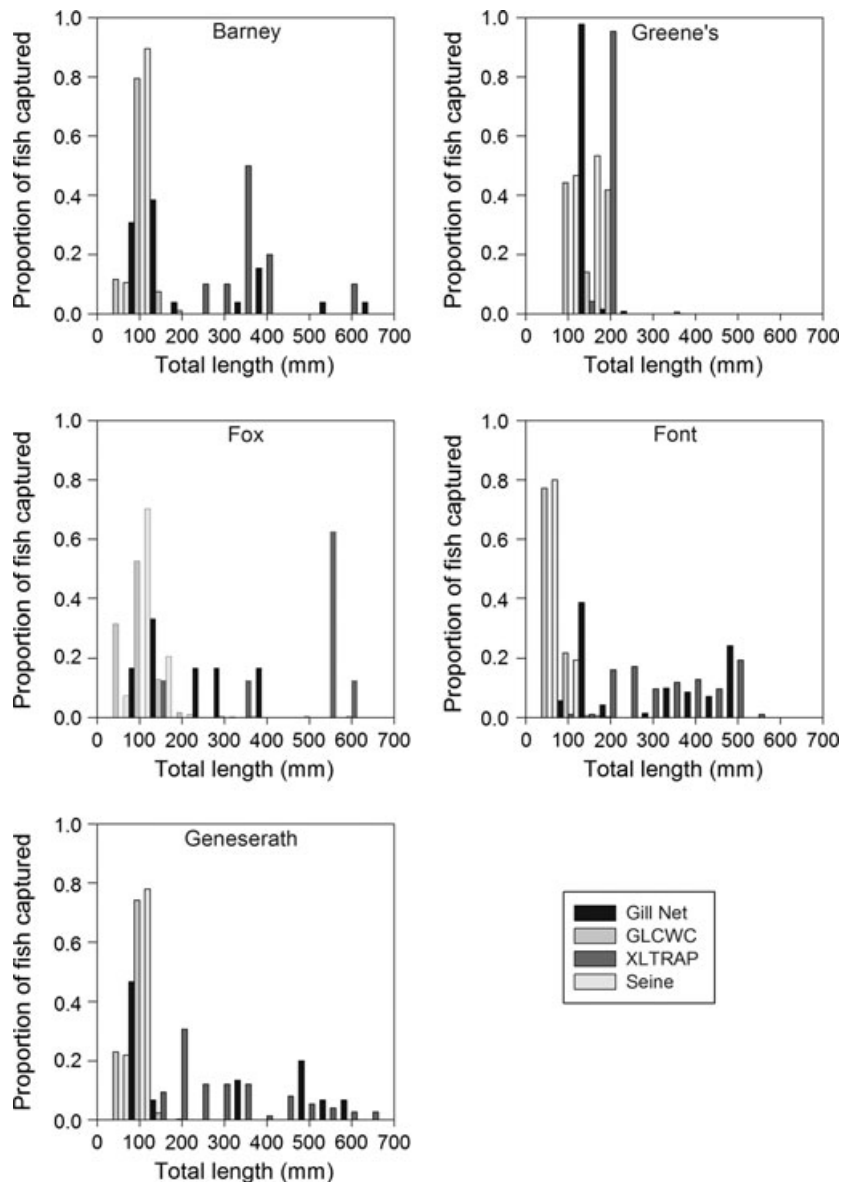 Barney
Proportion of fish captured
1.0
0.8
0.6
0.4
0.2
0.0
0 100 200 300 400 500 600 700
Total length (mm)
Greene's
Proportion of fish captured
1.0
0.8
0.6
0.4
0.2
0.0
0 100 200 300 400 500 600 700
Total length (mm)
Fox
Proportion of fish captured
1.0
0.8
0.6
0.4
0.2
0.0
0 100 200 300 400 500 600 700
Total length (mm)
Font
Proportion of fish captured
1.0
0.8
0.6
0.4
0.2
0.0
0 100 200 300 400 500 600 700
Total length (mm)
Geneserath
Proportion of fish captured
1.0
0.8
0.6
0.4
0.2
0.0
0 100 200 300 400 500 600 700
Total length (mm)
Gill Net
GLCWC
XLTRAP
Seine